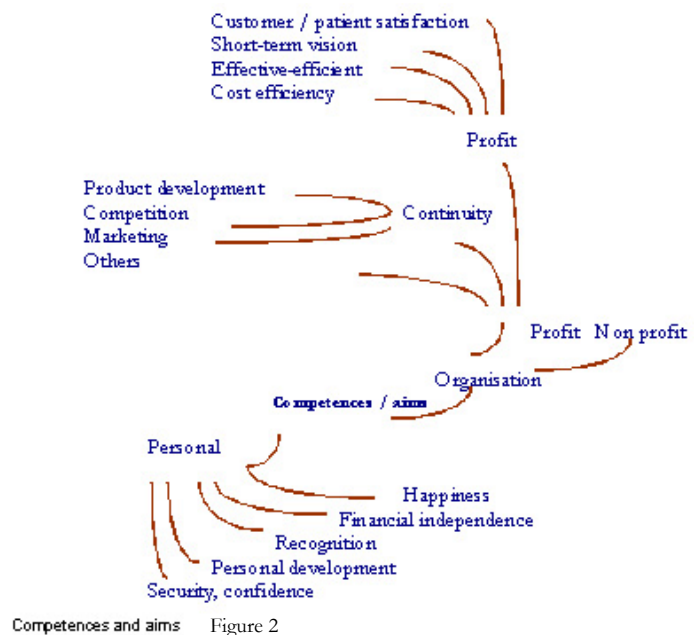 Customer / patient satisfaction
Short-term vision
Effective-efficient
Cost efficiency
Profit
Product development
Competition
Continuity
Marketing
Others
Profit Non profit
Organisation
Competences / aims
Personal
Happiness
Financial independence
Recognition
Personal development
Security, confidence
Competences and aims Figure 2